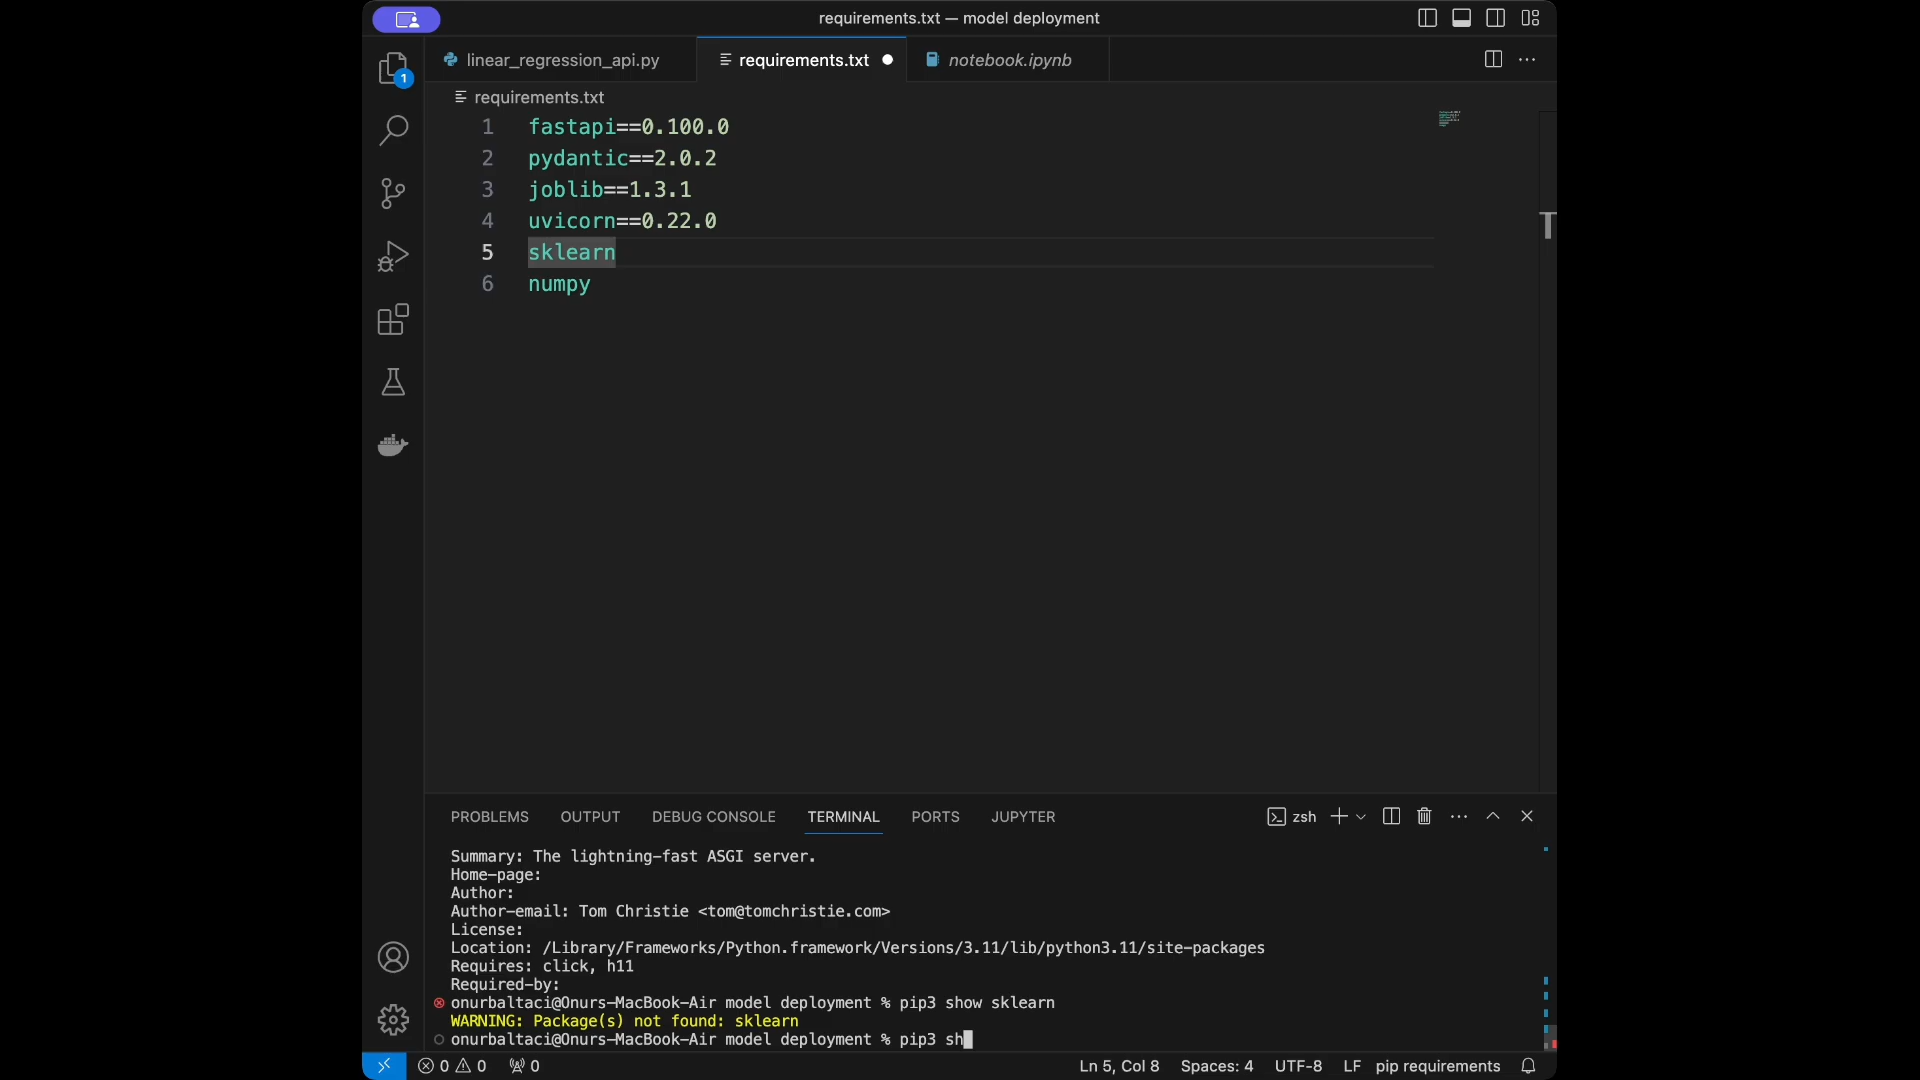 requirements.txt — model deployment
linear_regression_api.py
requirements.txt
notebook.ipynb
1
requirements.txt
1 fastapi==0.100.0
2 pydantic==2.0.2
3 joblib==1.3.1
4 uvicorn==0.22.0
5 sklearn
6 numpy
PROBLEMS OUTPUT DEBUG CONSOLE TERMINAL PORTS JUPYTER zsh
Summary: The lightning-fast ASGI server.
Home-page:
Author:
Author-email: Tom Christie <tom@tomchristie.com>
License:
Location: /Library/Frameworks/Python.framework/Versions/3.11/lib/python3.11/site-packages
Requires: click, h11
Required-by:
onurbaltaci@Onurs-MacBook-Air model deployment % pip3 show sklearn
WARNING: Package(s) not found: sklearn
onurbaltaci@Onurs-MacBook-Air model deployment % pip3 sh
0 0 0 Ln 5, Col 8 Spaces: 4 UTF-8 LF pip requirements